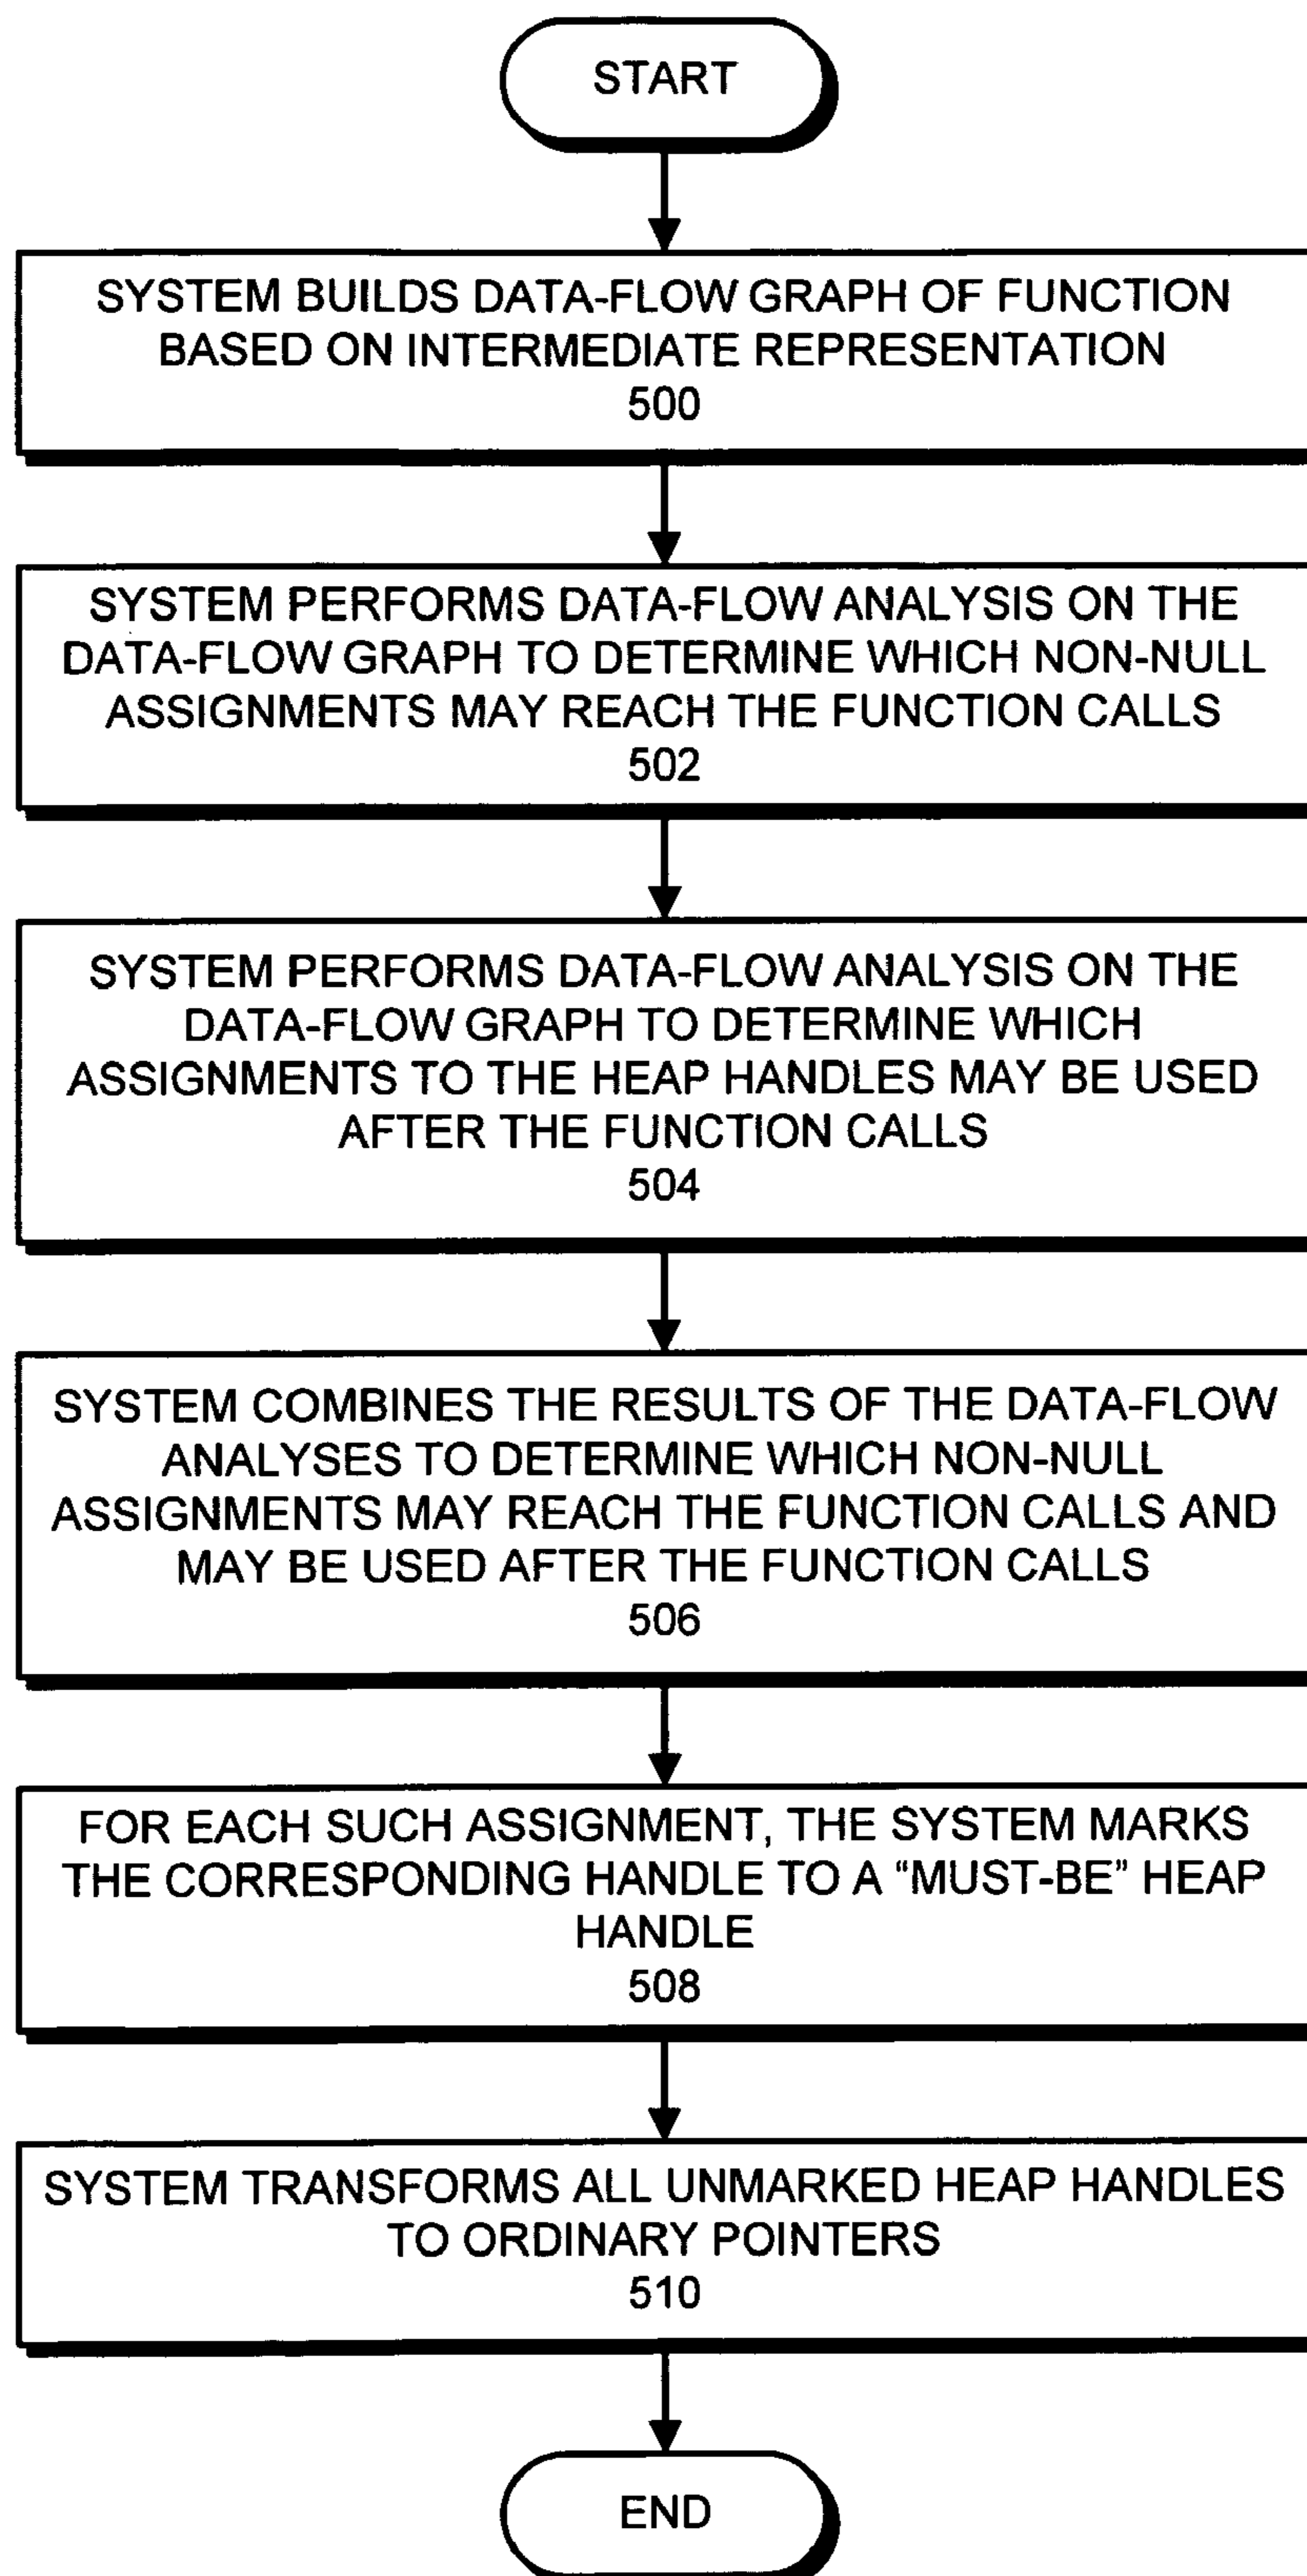 START
SYSTEM BUILDS DATA-FLOW GRAPH OF FUNCTION
BASED ON INTERMEDIATE REPRESENTATION
500
SYSTEM PERFORMS DATA-FLOW ANALYSIS ON THE
DATA-FLOW GRAPH TO DETERMINE WHICH NON-NULL
ASSIGNMENTS MAY REACH THE FUNCTION CALLS
502
SYSTEM PERFORMS DATA-FLOW ANALYSIS ON THE
DATA-FLOW GRAPH TO DETERMINE WHICH
ASSIGNMENTS TO THE HEAP HANDLES MAY BE USED
AFTER THE FUNCTION CALLS
504
SYSTEM COMBINES THE RESULTS OF THE DATA-FLOW
ANALYSES TO DETERMINE WHICH NON-NULL
ASSIGNMENTS MAY REACH THE FUNCTION CALLS AND
MAY BE USED AFTER THE FUNCTION CALLS
506
FOR EACH SUCH ASSIGNMENT, THE SYSTEM MARKS
THE CORRESPONDING HANDLE TO A “MUST-BE” HEAP
HANDLE
508
SYSTEM TRANSFORMS ALL UNMARKED HEAP HANDLES
TO ORDINARY POINTERS
510
END